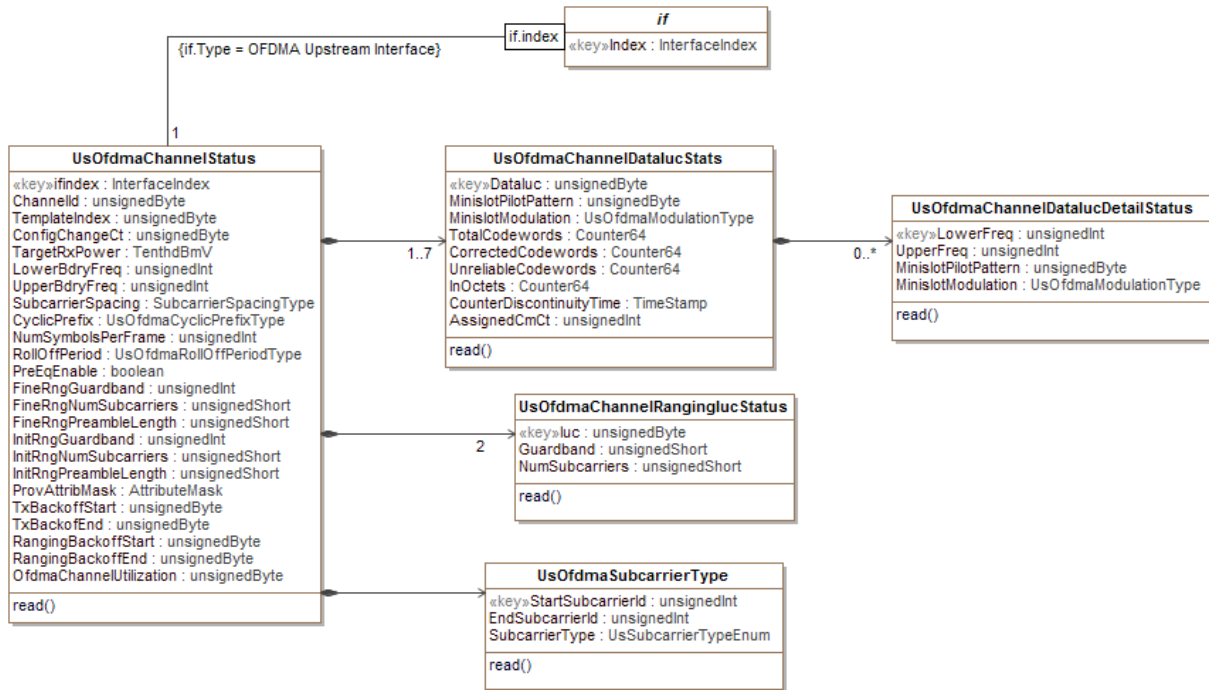 if
«key»Index : InterfaceIndex
if.index
{if.Type = OFDMA Upstream Interface}
1
UsOfdmaChannelStatus
«key»ifindex : InterfaceIndex
ChannelId : unsignedByte
TemplateIndex : unsignedByte
ConfigChangeCt : unsignedByte
TargetRxPower : TenthdBmV
LowerBdryFreq : unsignedInt
UpperBdryFreq : unsignedInt
SubcarrierSpacing : SubcarrierSpacingType
CyclicPrefix : UsOfdmaCyclicPrefixType
NumSymbolsPerFrame : unsignedInt
RollOffPeriod : UsOfdmaRollOffPeriodType
PreEqEnable : boolean
FineRngGuardband : unsignedInt
FineRngNumSubcarriers : unsignedShort
FineRngPreambleLength : unsignedShort
InitRngGuardband : unsignedInt
InitRngNumSubcarriers : unsignedShort
InitRngPreambleLength : unsignedShort
ProvAttribMask : AttributeMask
TxBackoffStart : unsignedByte
TxBackofEnd : unsignedByte
RangingBackoffStart : unsignedByte
RangingBackoffEnd : unsignedByte
OfdmaChannelUtilization : unsignedByte
read()
1..7
UsOfdmaChannelDataIucStats
«key»DataIuc : unsignedByte
MinislotPilotPattern : unsignedByte
MinislotModulation : UsOfdmaModulationType
TotalCodewords : Counter64
CorrectedCodewords : Counter64
UnreliableCodewords : Counter64
InOctets : Counter64
CounterDiscontinuityTime : TimeStamp
AssignedCmCt : unsignedInt
read()
0..*
UsOfdmaChannelDataIucDetailStatus
«key»LowerFreq : unsignedInt
UpperFreq : unsignedInt
MinislotPilotPattern : unsignedByte
MinislotModulation : UsOfdmaModulationType
read()
2
UsOfdmaChannelRangingIucStatus
«key»Iuc : unsignedByte
Guardband : unsignedShort
NumSubcarriers : unsignedShort
read()
UsOfdmaSubcarrierType
«key»StartSubcarrierId : unsignedInt
EndSubcarrierId : unsignedInt
SubcarrierType : UsSubcarrierTypeEnum
read()